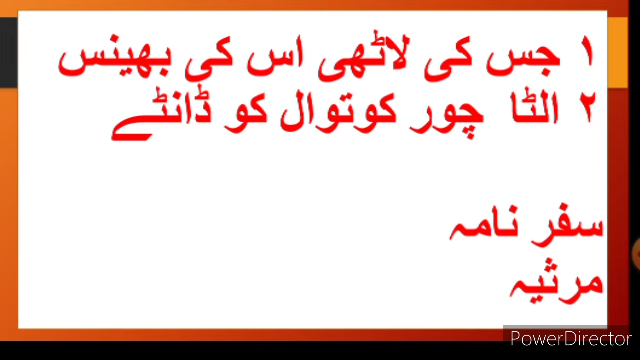 ۱ جس کی لاٹھی اس کی بھینس
۲ الٹا چور کوتوال کو ڈانٹے
سفر نامہ
مرثیہ
PowerDirector